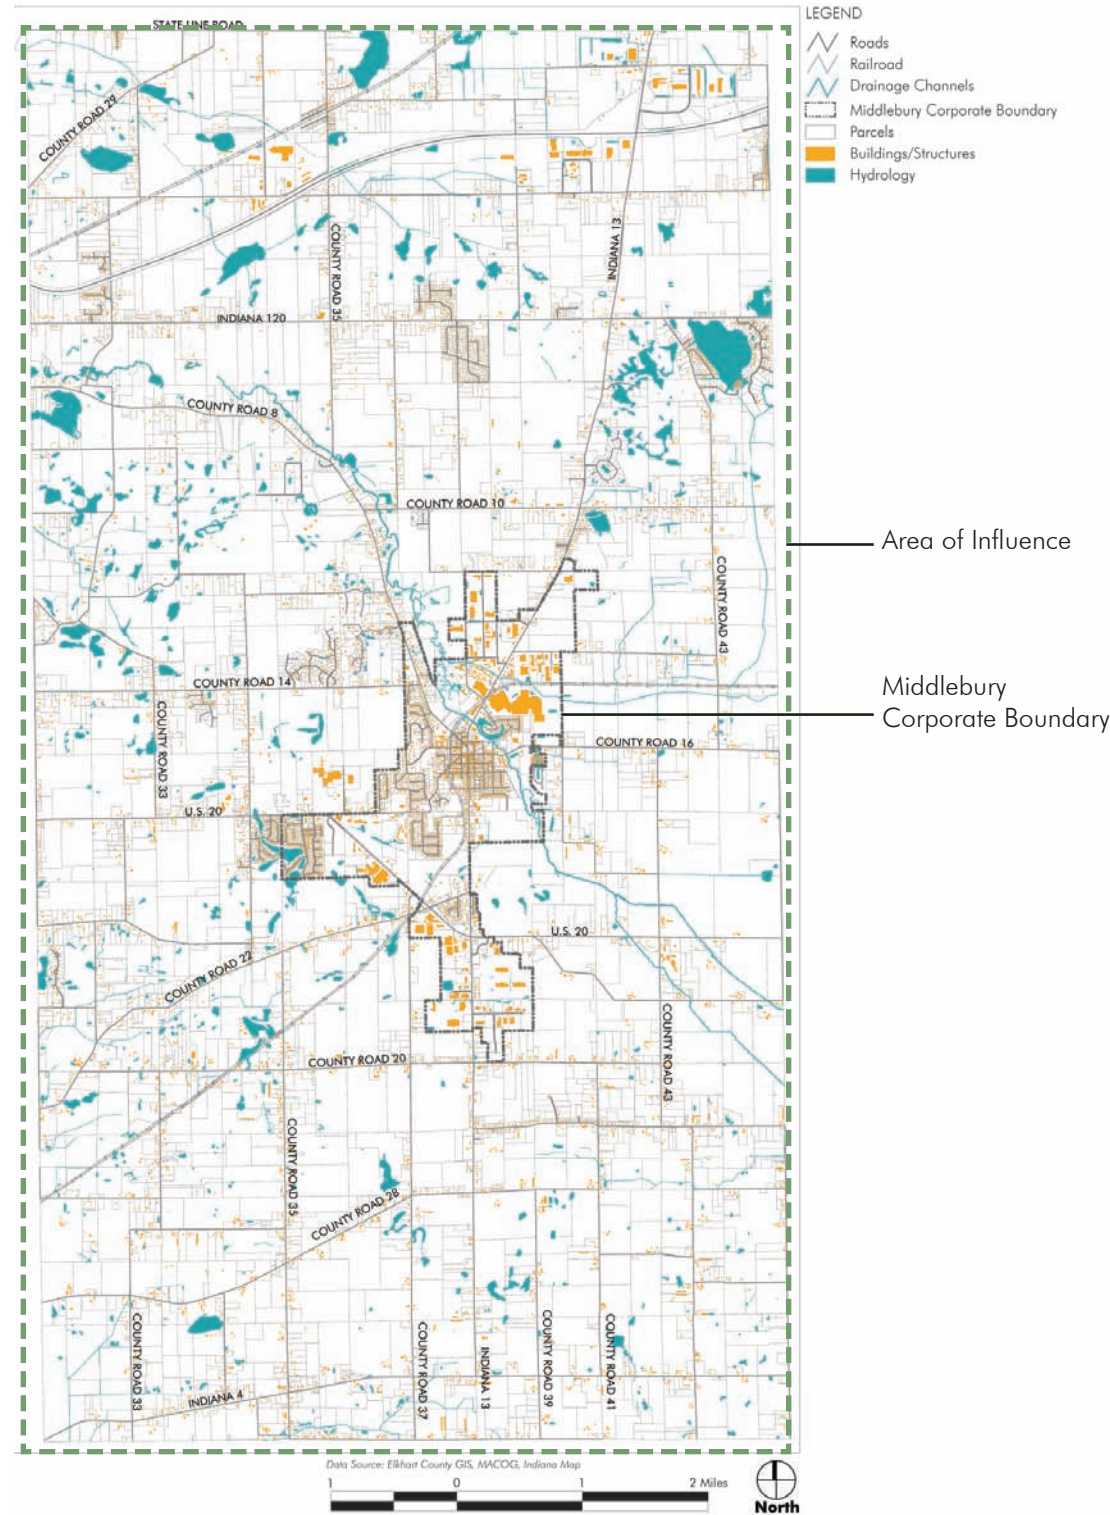 LEGEND
Roads
Railroad
Drainage Channels
Middlebury Corporate Boundary
Parcels
Buildings/Structures
Hydrology
STATE LINE ROAD
COUNTY ROAD 29
COUNTY ROAD 35
INDIANA 13
INDIANA 120
COUNTY ROAD 8
COUNTY ROAD 10
Area of Influence
COUNTY ROAD 43
COUNTY ROAD 14
Middlebury
Corporate Boundary
COUNTY ROAD 33
COUNTY ROAD 16
U.S. 20
U.S. 20
COUNTY ROAD 22
COUNTY ROAD 43
COUNTY ROAD 20
COUNTY ROAD 35
COUNTY ROAD 28
COUNTY ROAD 33
COUNTY ROAD 37
INDIANA 13
COUNTY ROAD 39
COUNTY ROAD 41
INDIANA 4
Data Source: Elkhart County GIS, MACOG, Indiana Map
1 0 1 2 Miles
North